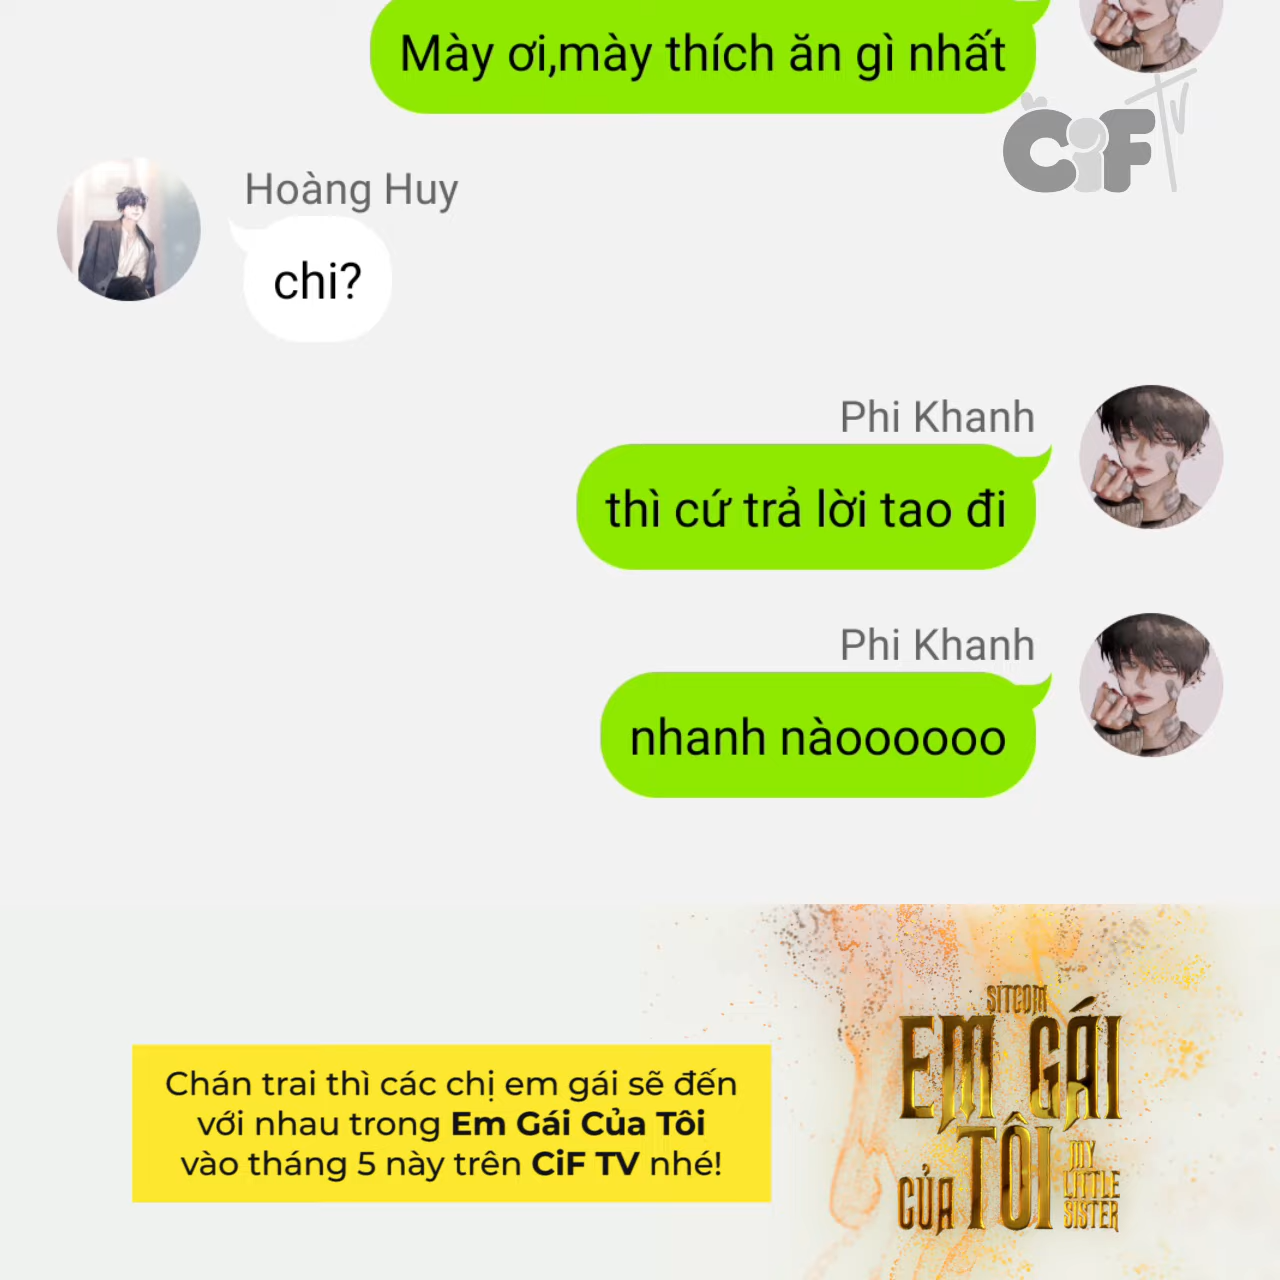 Mày ơi,mày thích ăn gì nhất
CiF TV
Hoàng Huy
chi?
Phi Khanh
thì cứ trả lời tao đi
Phi Khanh
nhanh nàoooooo
SITCOM
EM GÁI
CỦA TÔI
MY
LITTLE
SISTER
Chán trai thì các chị em gái sẽ đến
với nhau trong Em Gái Của Tôi
vào tháng 5 này trên CiF TV nhé!